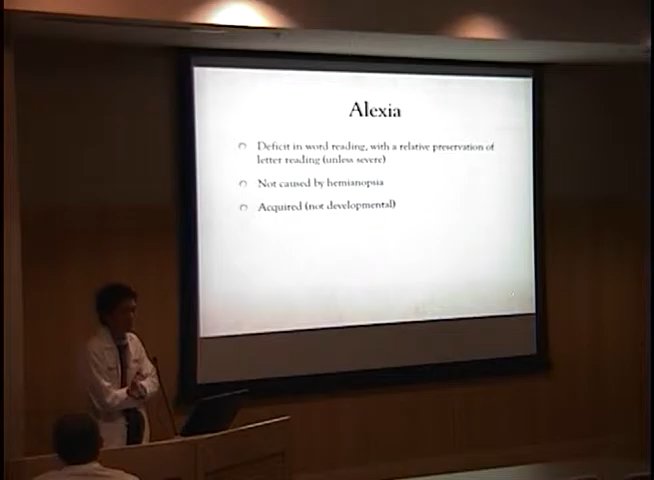 Alexia
Deficit in word reading, with a relative preservation of
letter reading (unless severe)
Not caused by hemianopsia
Acquired (not developmental)